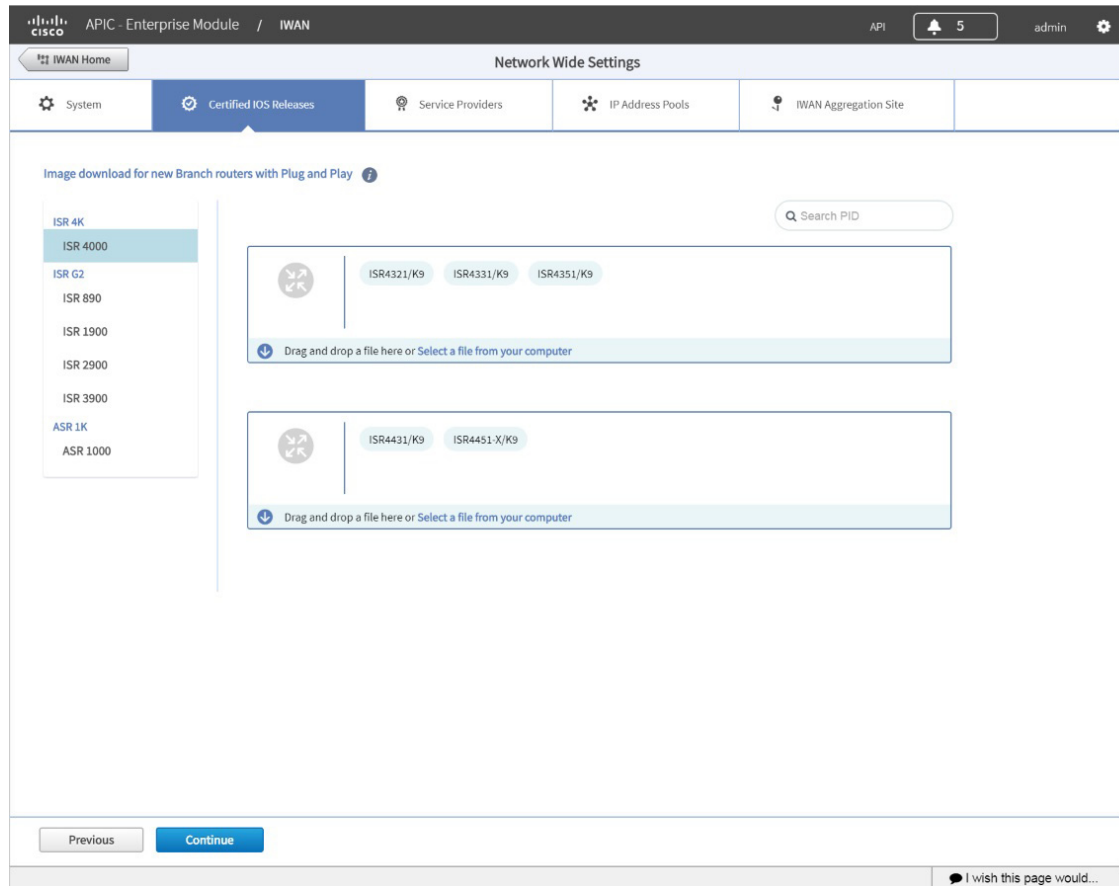 cisco APIC - Enterprise Module / IWAN API 5 admin
IWAN Home Network Wide Settings
System Certified IOS Releases Service Providers IP Address Pools IWAN Aggregation Site
Image download for new Branch routers with Plug and Play i
Search PID
ISR 4K
ISR 4000
ISR G2
ISR 890
ISR 1900
ISR 2900
ISR 3900
ASR 1K
ASR 1000
ISR4321/K9 ISR4331/K9 ISR4351/K9
Drag and drop a file here or Select a file from your computer
ISR4431/K9 ISR4451-X/K9
Drag and drop a file here or Select a file from your computer
Previous Continue
I wish this page would...